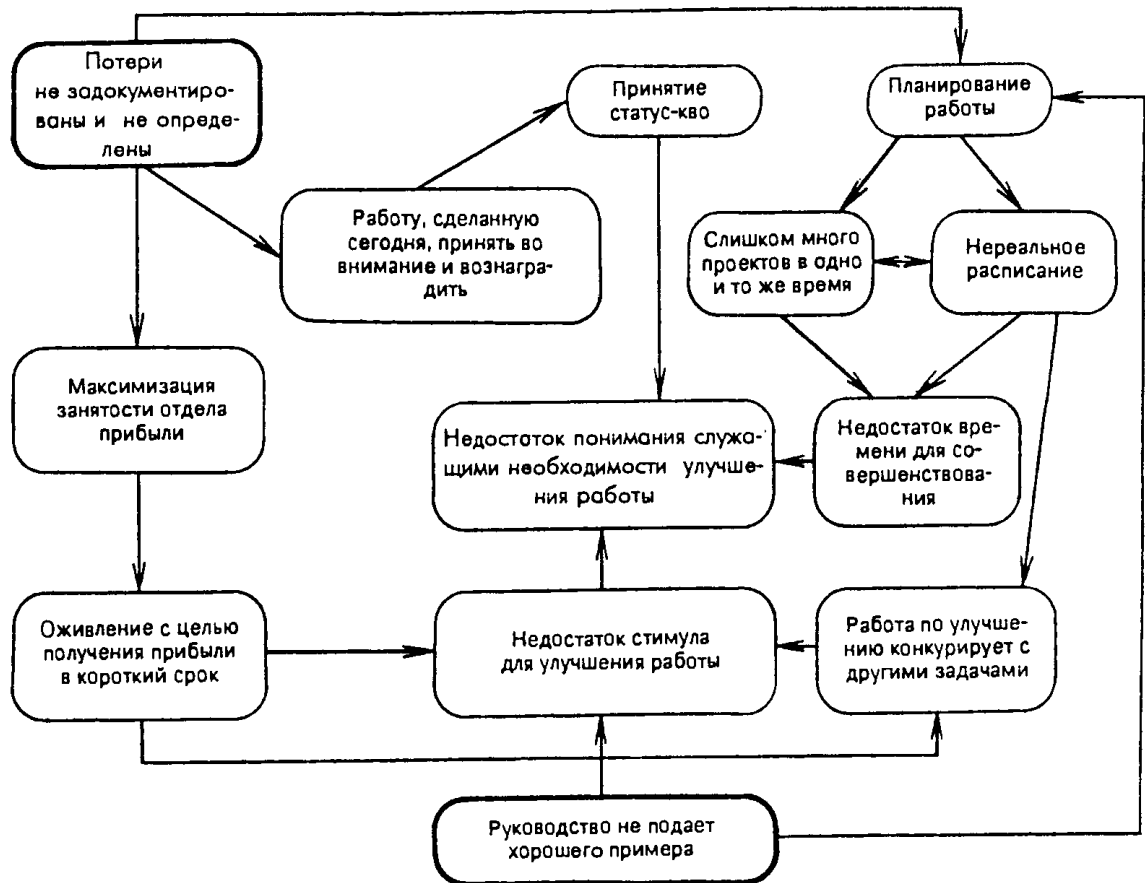 Потери
не задокументиро-
ваны и не опреде-
лены
Принятие
статус-кво
Планирование
работы
Работу, сделанную
сегодня, принять во
внимание и вознагра-
дить
Слишком много
проектов в одно
и то же время
Нереальное
расписание
Максимизация
занятости отдела
прибыли
Недостаток понимания служа-
щими необходимости улучше-
ния работы
Недостаток вре-
мени для со-
вершенствова-
ния
Оживление с целью
получения прибыли
в короткий срок
Недостаток стимула
для улучшения работы
Работа по улучше-
нию конкурирует с
другими задачами
Руководство не подает
хорошего примера